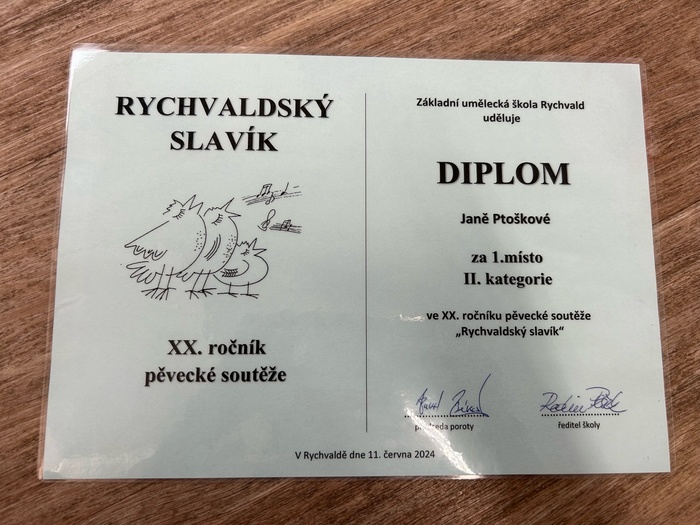 RYCHVALDSKÝ
SLAVÍK
XX. ročník
pěvecké soutěže
Základní umělecká škola Rychvald
uděluje
DIPLOM
Janě Ptoškové
za 1.místo
II. kategorie
ve XX. ročníku pěvecké soutěže
„Rychvaldský slavík“
předseda poroty
ředitel školy
V Rychvaldě dne 11. června 2024